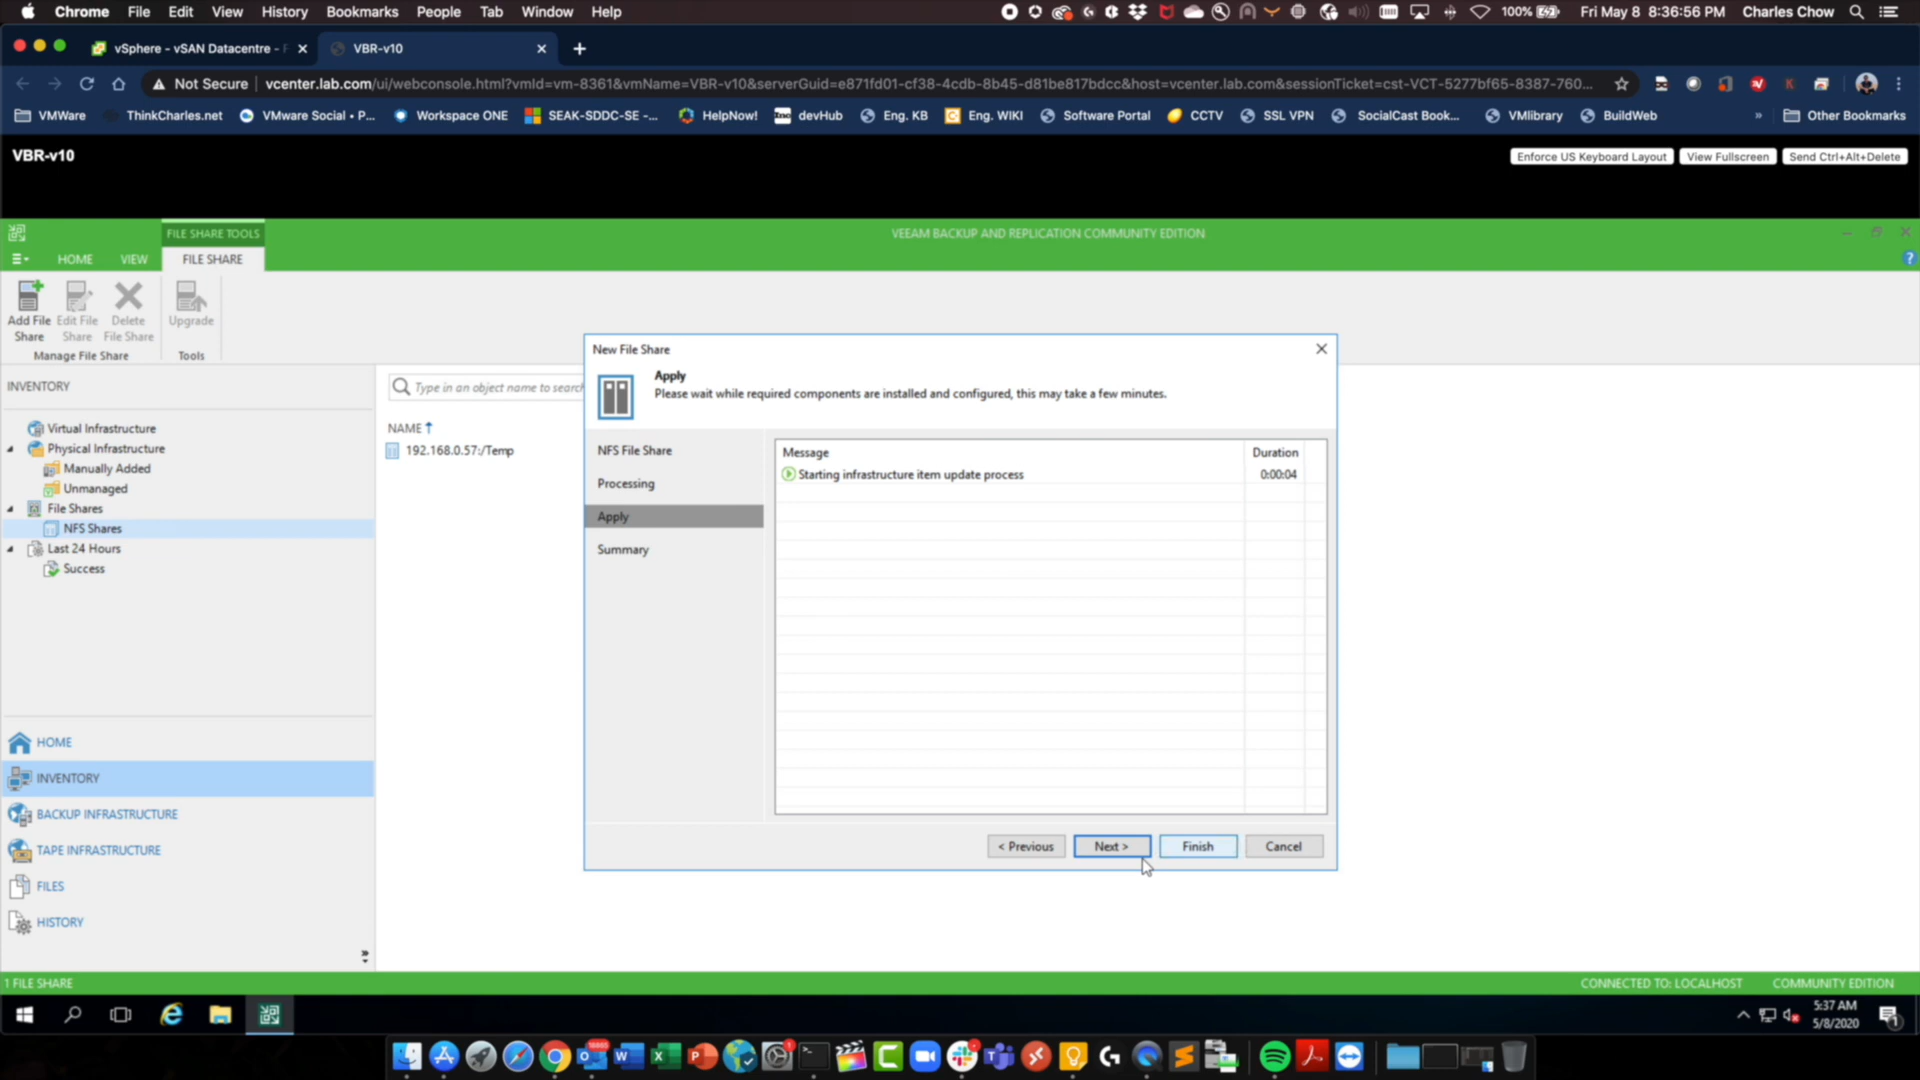 Chrome File Edit View History Bookmarks People Tab Window Help 100% Fri May 8 8:36:56 PM Charles Chow
vSphere - vSAN Datacentre - F VBR-v10
Not Secure vcenter.lab.com/ui/webconsole.html?vmId=vm-8361&vmName=VBR-v10&serverGuid=e871fd01-cf38-4cdb-8b45-d81be817bdcc&host=vcenter.lab.com&sessionTicket=cst-VCT-5277bf65-8387-760...
VMWare ThinkCharles.net VMware Social • P... Workspace ONE SEAK-SDDC-SE -... HelpNow! devHub Eng. KB Eng. WIKI Software Portal CCTV SSL VPN SocialCast Book... VMlibrary BuildWeb » Other Bookmarks
VBR-v10 Enforce US Keyboard Layout View Fullscreen Send Ctrl+Alt+Delete
FILE SHARE TOOLS VEEAM BACKUP AND REPLICATION COMMUNITY EDITION
HOME VIEW FILE SHARE
Add File Edit File Delete Upgrade
Share Share File Share
Manage File Share Tools
INVENTORY
Virtual Infrastructure
Physical Infrastructure
Manually Added
Unmanaged
File Shares
NFS Shares
Last 24 Hours
Success
HOME
INVENTORY
BACKUP INFRASTRUCTURE
TAPE INFRASTRUCTURE
FILES
HISTORY
Type in an object name to search
NAME
192.168.0.57:/Temp
New File Share
Apply
Please wait while required components are installed and configured, this may take a few minutes.
NFS File Share
Processing
Apply
Summary
Message Duration
Starting infrastructure item update process 0:00:04
< Previous Next > Finish Cancel
1 FILE SHARE CONNECTED TO: LOCALHOST COMMUNITY EDITION
5:37 AM
5/8/2020